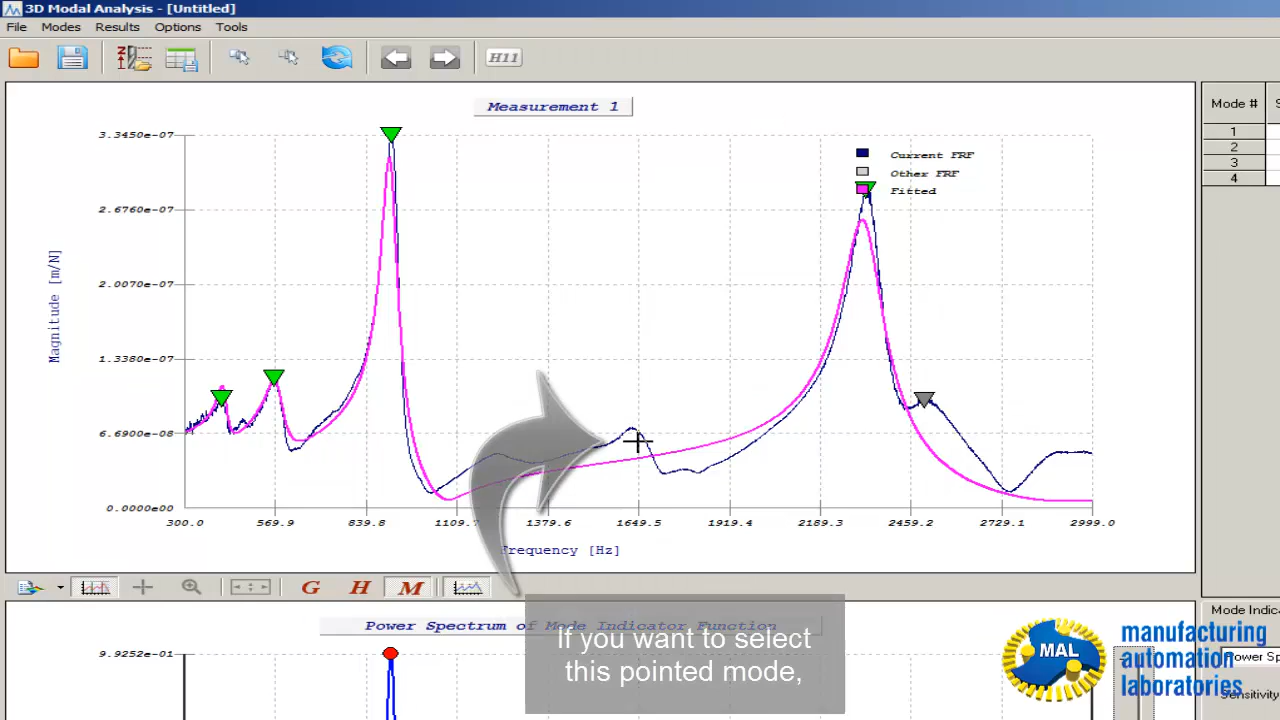 3D Modal Analysis - [Untitled]
File Modes Results Options Tools
H11
Measurement 1
Mode #
1
2
3
4
3.3450e-07
2.6760e-07
2.0070e-07
1.3380e-07
6.6900e-08
0.0000e00
Magnitude [m/N]
Current FRF
Other FRF
Fitted
300.0 569.9 839.8 1109.7 1379.6 1649.5 1919.4 2189.3 2459.2 2729.1 2999.0
Frequency [Hz]
G H M
Power Spectrum of Mode Indicator Function
9.9252e-01
If you want to select
this pointed mode,
MAL
manufacturing
automation
laboratories
Mode Indic
Power Sp
Sensitivity